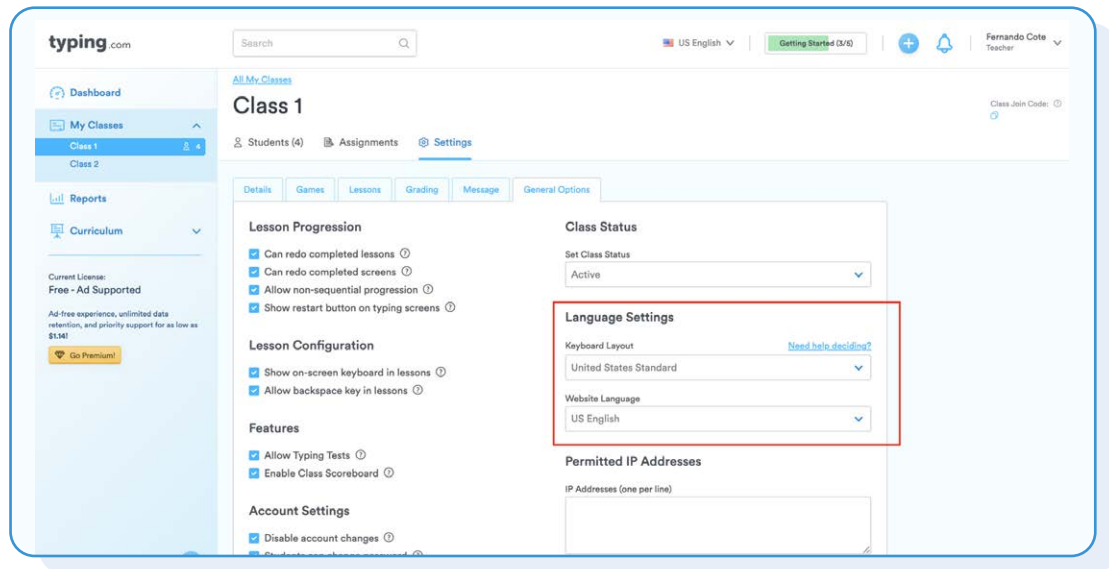 typing.com
Search
US English
Getting Started (3/6)
Fernando Cote
Teacher
Dashboard
My Classes
Class 1
4
Class 2
Reports
Curriculum
Current License:
Free - Ad Supported
Ad-free experience, unlimited data
retention, and priority support for as low as
$1.14!
Go Premium!
All My Classes
Class 1
Class Join Code:
Students (4)
Assignments
Settings
Details
Games
Lessons
Grading
Message
General Options
Lesson Progression
Can redo completed lessons
Can redo completed screens
Allow non-sequential progression
Show restart button on typing screens
Lesson Configuration
Show on-screen keyboard in lessons
Allow backspace key in lessons
Features
Allow Typing Tests
Enable Class Scoreboard
Account Settings
Disable account changes
Students can change password
Class Status
Set Class Status
Active
Language Settings
Keyboard Layout
Need help deciding?
United States Standard
Website Language
US English
Permitted IP Addresses
IP Addresses (one per line)